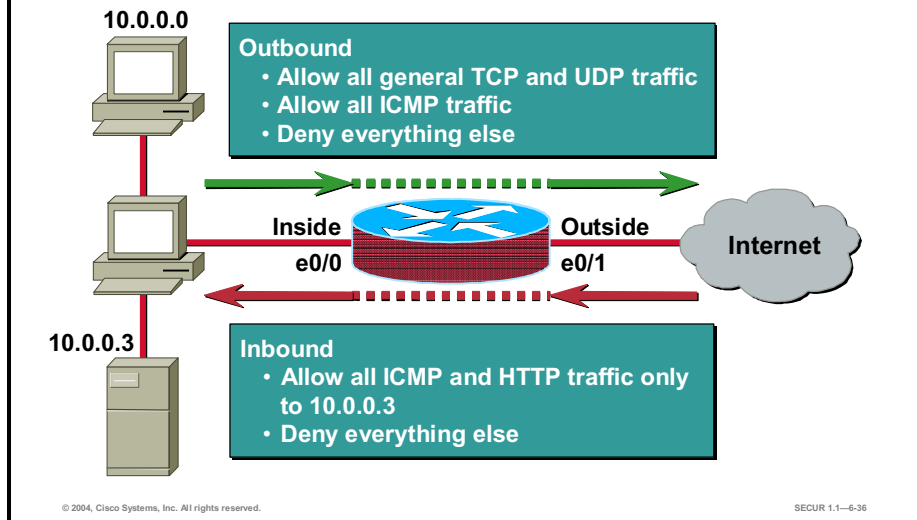 10.0.0.0
Outbound
• Allow all general TCP and UDP traffic
• Allow all ICMP traffic
• Deny everything else
Inside
Outside
e0/0
e0/1
Internet
10.0.0.3
Inbound
• Allow all ICMP and HTTP traffic only
to 10.0.0.3
• Deny everything else
© 2004, Cisco Systems, Inc. All rights reserved.
SECUR 1.1—6-36